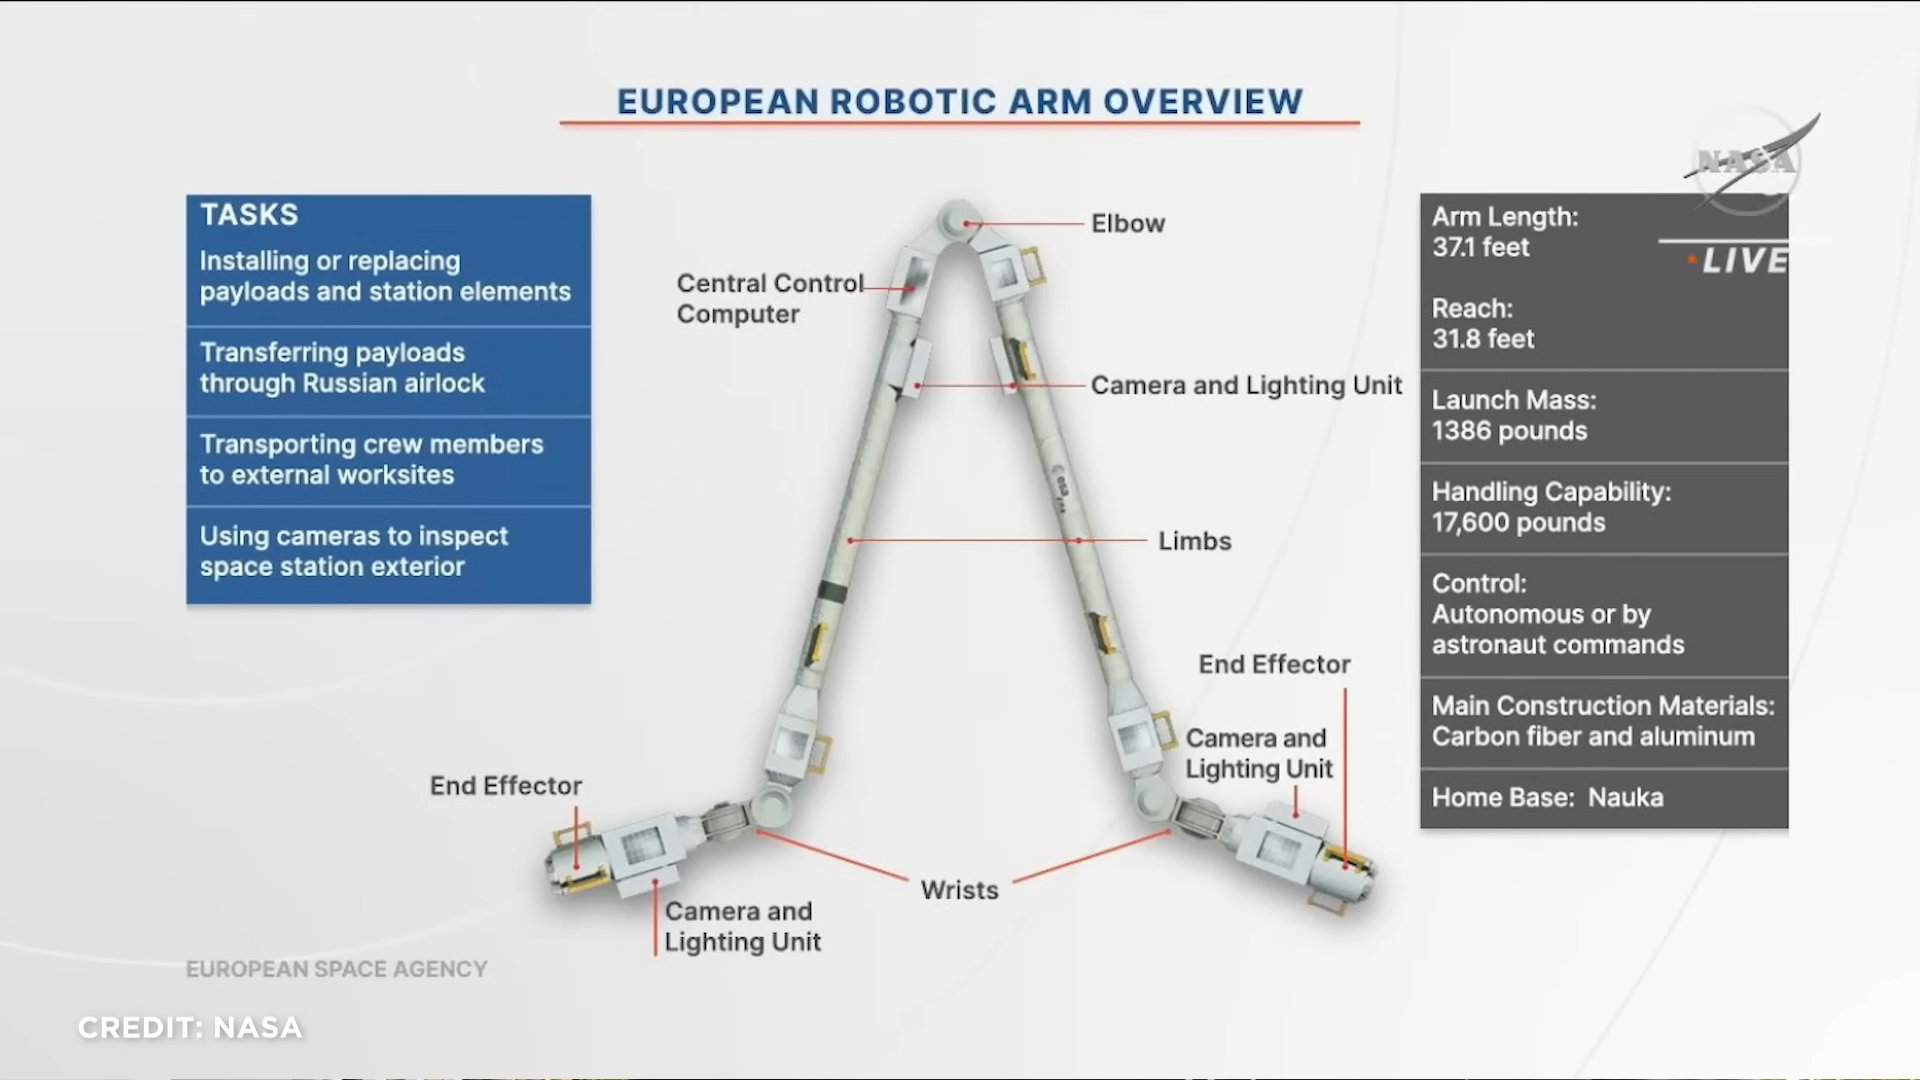 EUROPEAN ROBOTIC ARM OVERVIEW
NASA
LIVE
TASKS
Installing or replacing
payloads and station elements
Transferring payloads
through Russian airlock
Transporting crew members
to external worksites
Using cameras to inspect
space station exterior
Elbow
Central Control
Computer
Camera and Lighting Unit
esa
Limbs
End Effector
Camera and
Lighting Unit
End Effector
Wrists
Camera and
Lighting Unit
Arm Length:
37.1 feet
Reach:
31.8 feet
Launch Mass:
1386 pounds
Handling Capability:
17,600 pounds
Control:
Autonomous or by
astronaut commands
Main Construction Materials:
Carbon fiber and aluminum
Home Base: Nauka
EUROPEAN SPACE AGENCY
CREDIT: NASA